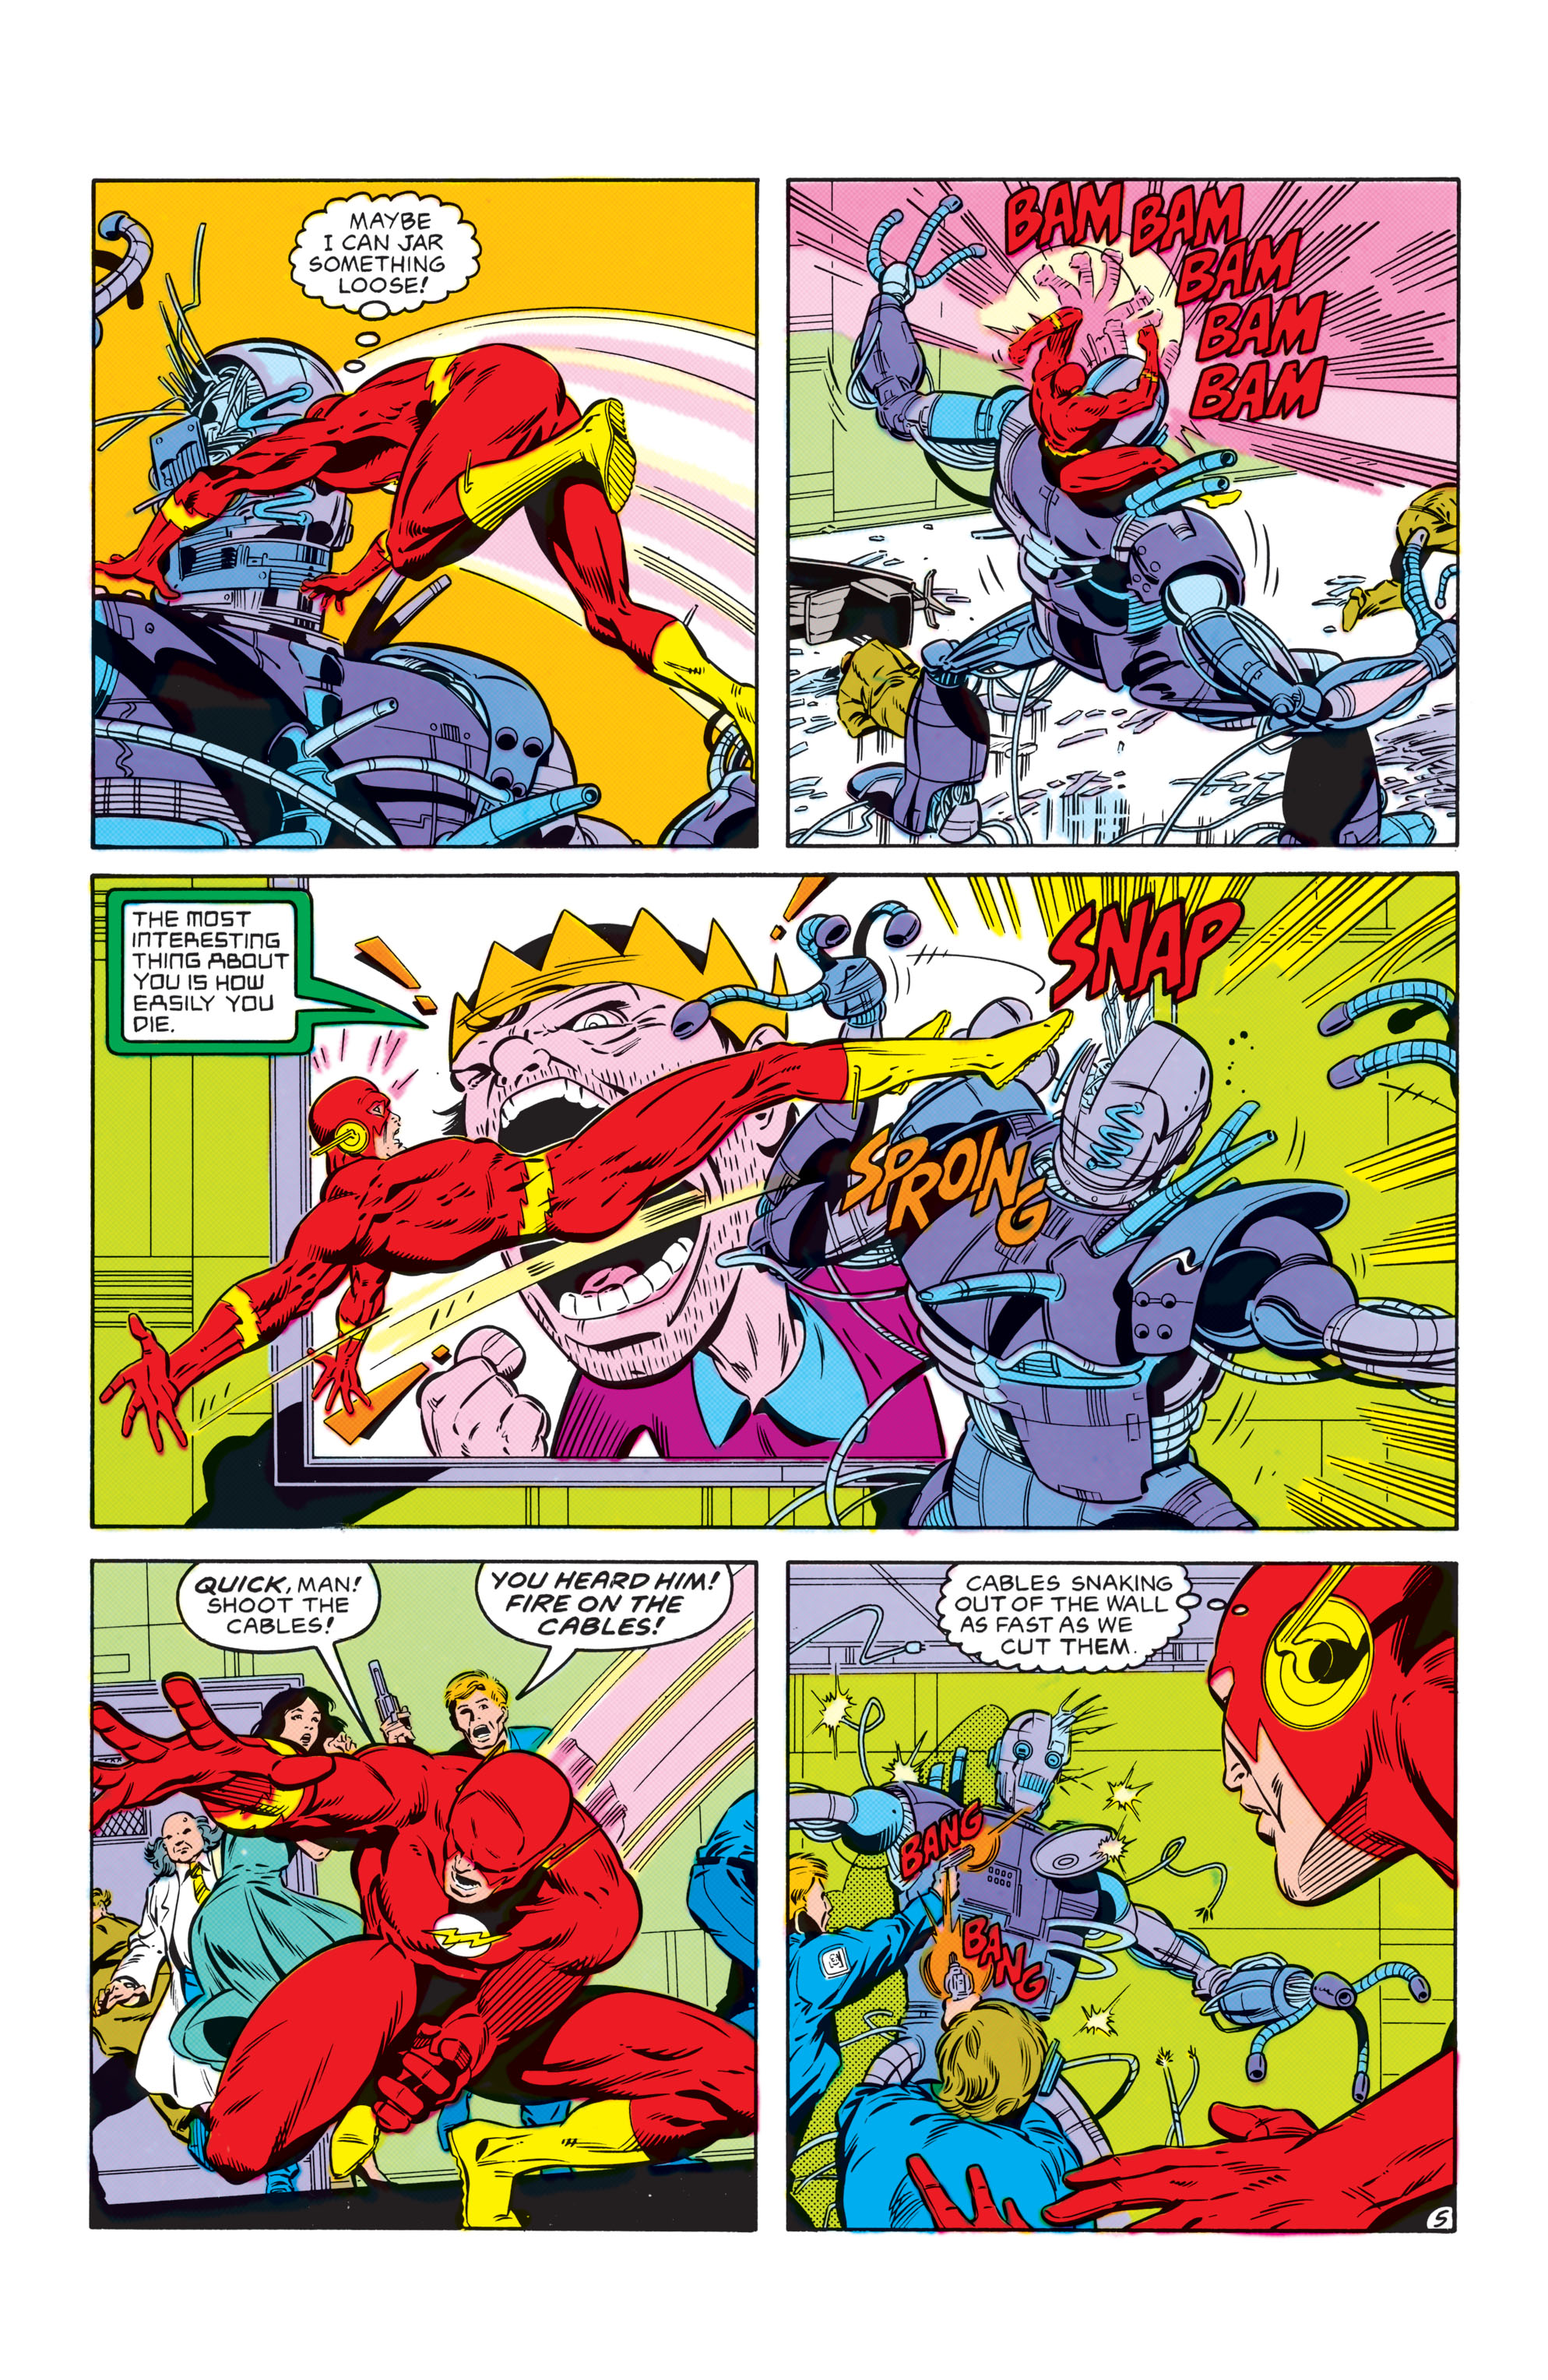 MAYBE
I CAN JAR
SOMETHING
LOOSE!
BAM BAM
BAM
BAM
BAM
THE MOST
INTERESTING
THING ABOUT
YOU IS HOW
EASILY YOU
DIE.
SNAP
SPROING
QUICK, MAN!
SHOOT THE
CABLES!
YOU HEARD HIM!
FIRE ON THE
CABLES!
CABLES SNAKING
OUT OF THE WALL
AS FAST AS WE
CUT THEM.
BANG
BANG
5